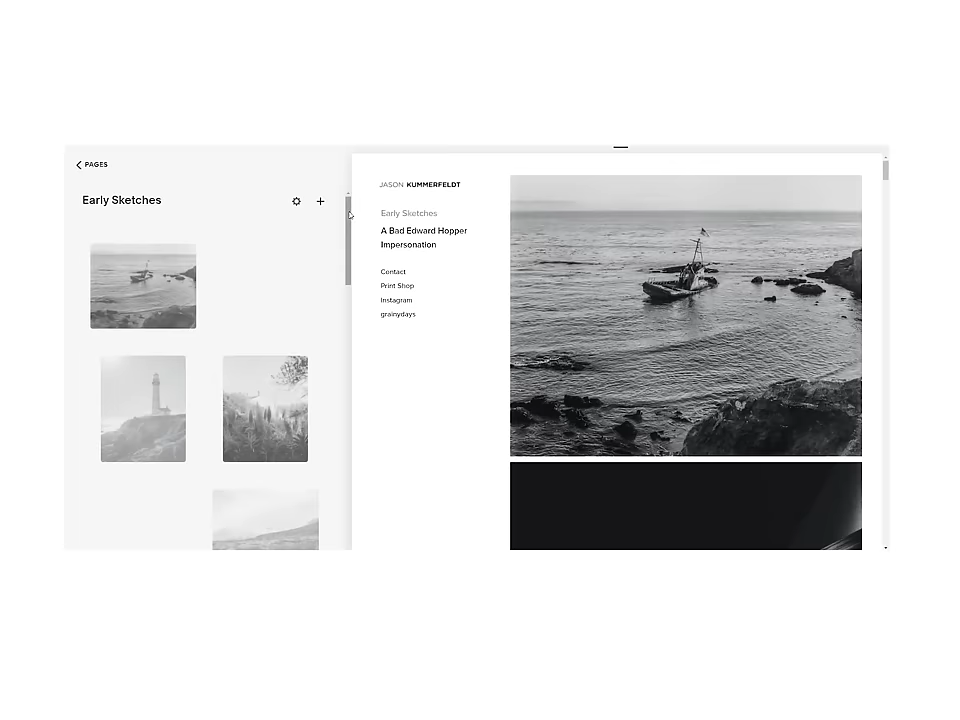 PAGES
Early Sketches
JASON KUMMERFELDT
Early Sketches
A Bad Edward Hopper
Impersonation
Contact
Print Shop
Instagram
grainydays